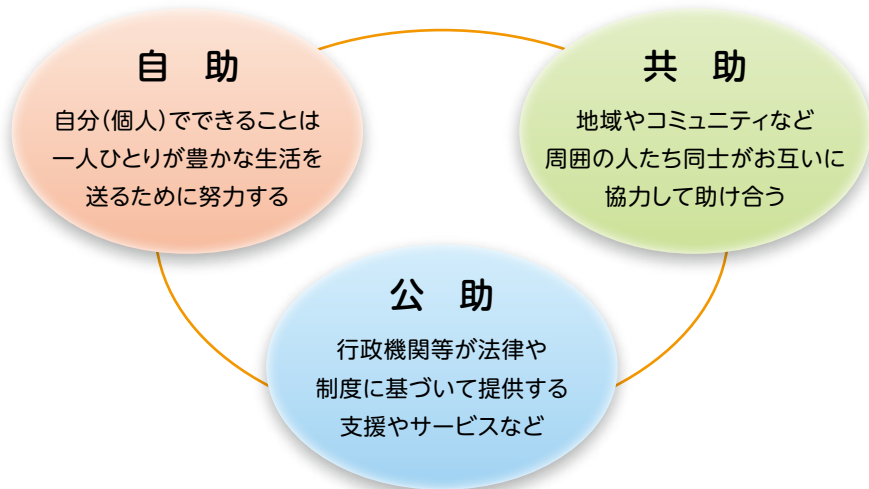 自　助
自分(個人)でできることは
一人ひとりが豊かな生活を
送るために努力する
共　助
地域やコミュニティなど
周囲の人たち同士がお互いに
協力して助け合う
公　助
行政機関等が法律や
制度に基づいて提供する
支援やサービスなど